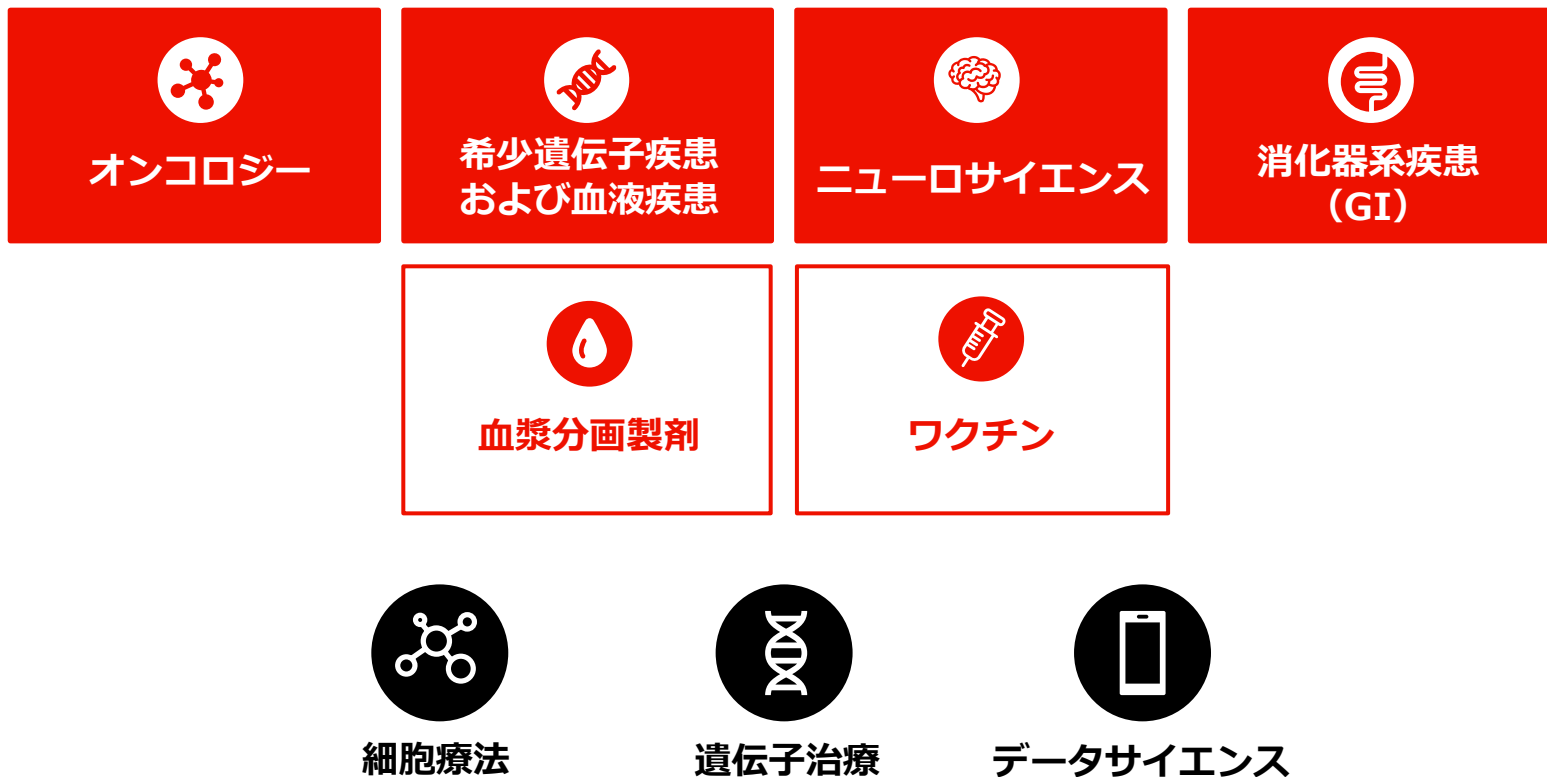 オンコロジー
希少遺伝子疾患
および血液疾患
ニューロサイエンス
消化器系疾患
（GI）
血漿分画製剤
ワクチン
細胞療法
遺伝子治療
データサイエンス